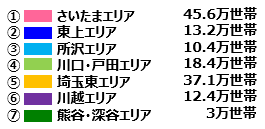 ① さいたまエリア 45.6万世帯
② 東上エリア 13.2万世帯
③ 所沢エリア 10.4万世帯
④ 川口・戸田エリア 18.4万世帯
⑤ 埼玉東エリア 37.1万世帯
⑥ 川越エリア 12.4万世帯
⑦ 熊谷・深谷エリア 3万世帯